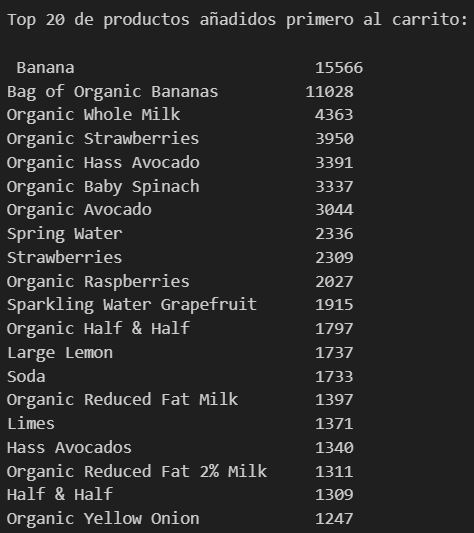 Top 20 de productos añadidos primero al carrito:
Banana 15566
Bag of Organic Bananas 11028
Organic Whole Milk 4363
Organic Strawberries 3950
Organic Hass Avocado 3391
Organic Baby Spinach 3337
Organic Avocado 3044
Spring Water 2336
Strawberries 2309
Organic Raspberries 2027
Sparkling Water Grapefruit 1915
Organic Half & Half 1797
Large Lemon 1737
Soda 1733
Organic Reduced Fat Milk 1397
Limes 1371
Hass Avocados 1340
Organic Reduced Fat 2% Milk 1311
Half & Half 1309
Organic Yellow Onion 1247